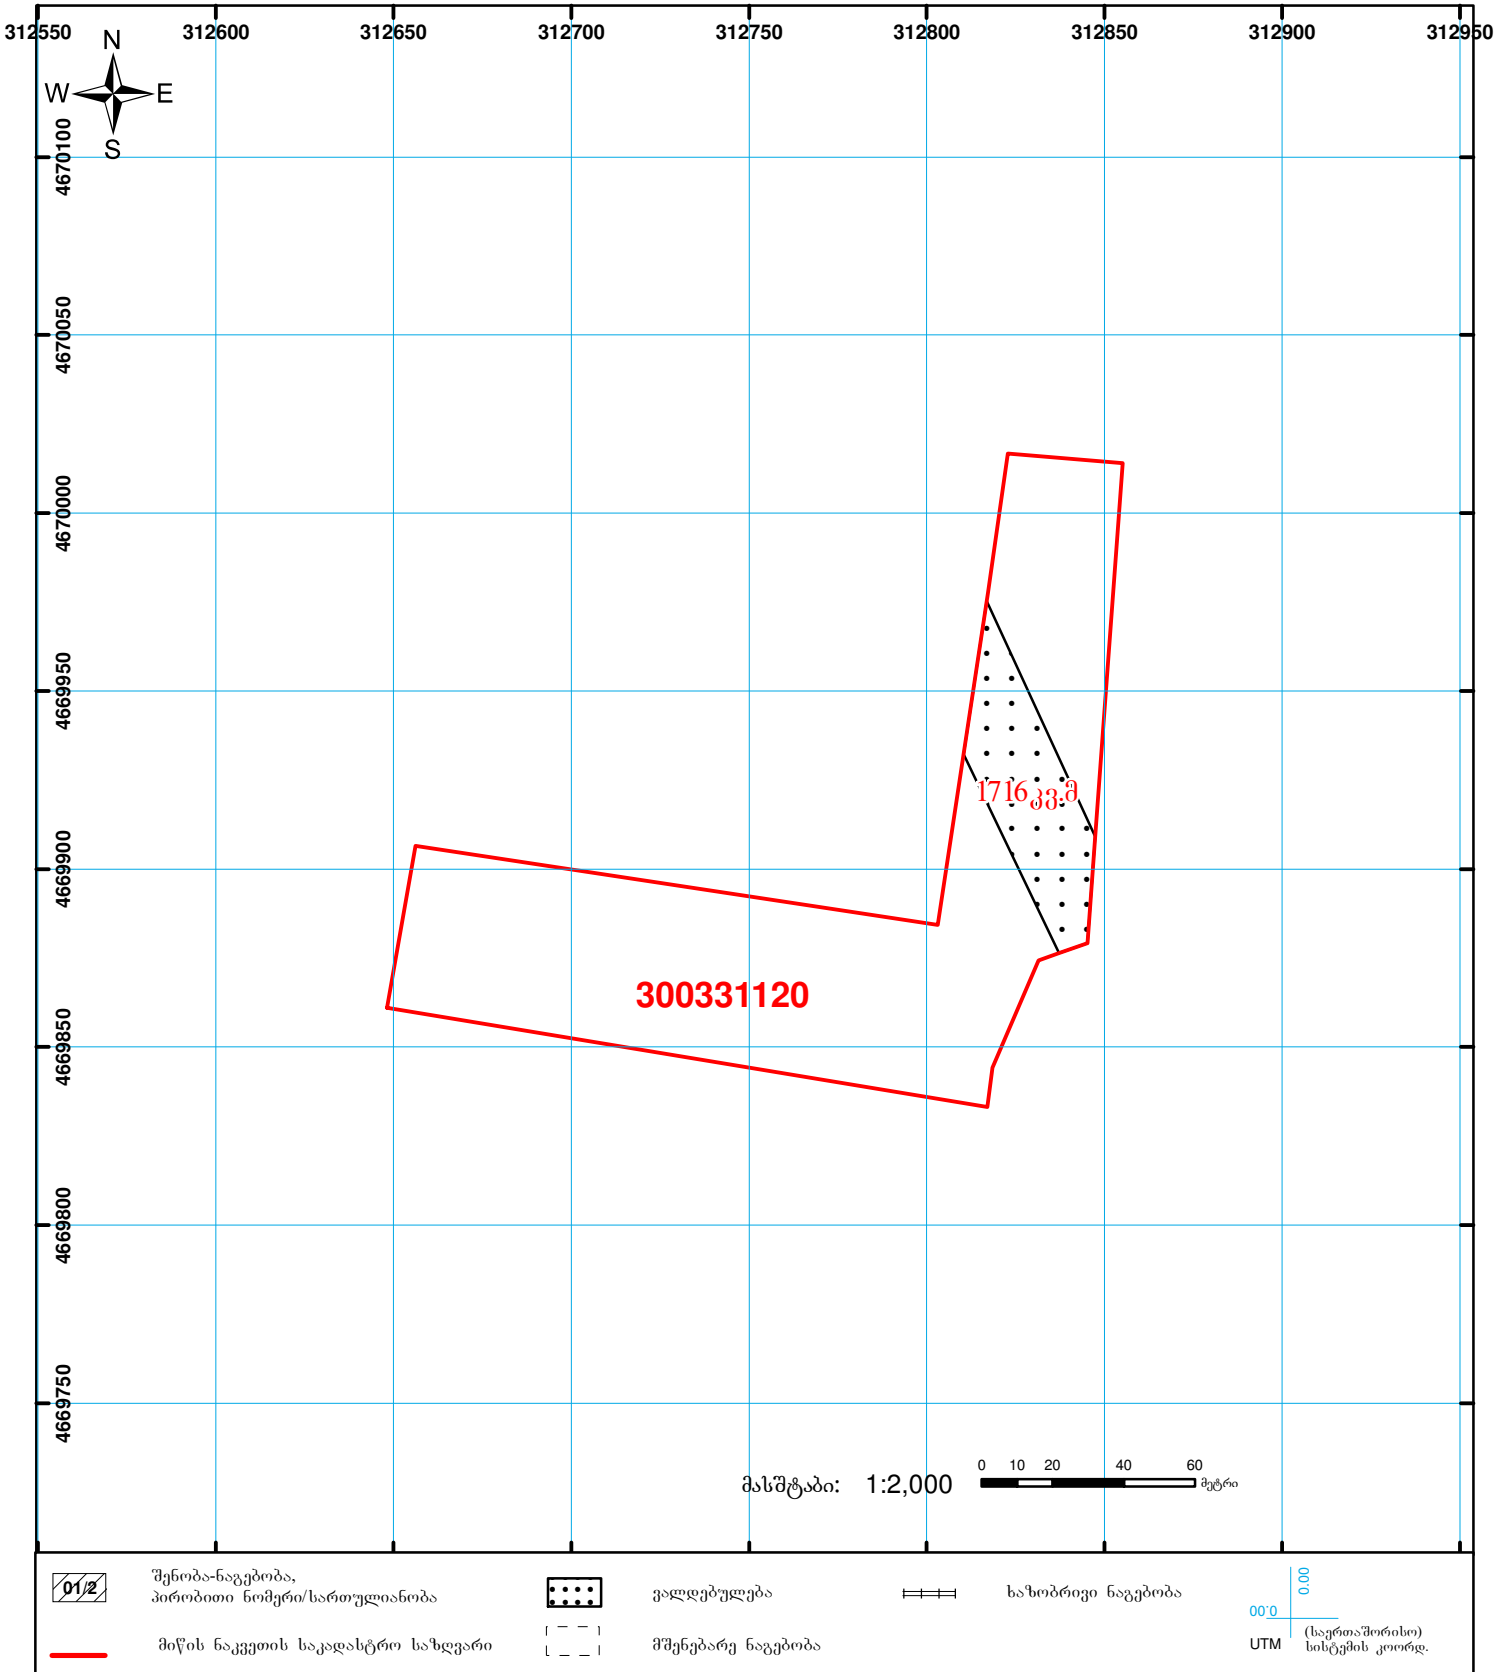 312550 312600 312650 312700 312750 312800 312850 312900 312950
N
W E
S
4670100
4670050
4670000
4669950
4669900
4669850
4669800
4669750
1716 კვ.მ
300331120
მასშტაბი: 1:2,000
0 10 20 40 60
მეტრი
01/2
შენობა-ნაგებობა,
პირობითი ნომერი/სართულიანობა
ვალდებულება
ხაზობრივი ნაგებობა
მიწის ნაკვეთის საკადასტრო საზღვარი
მშენებარე ნაგებობა
0.00
0.00
UTM
(საერთაშორისო)
სისტემის კოორდ.